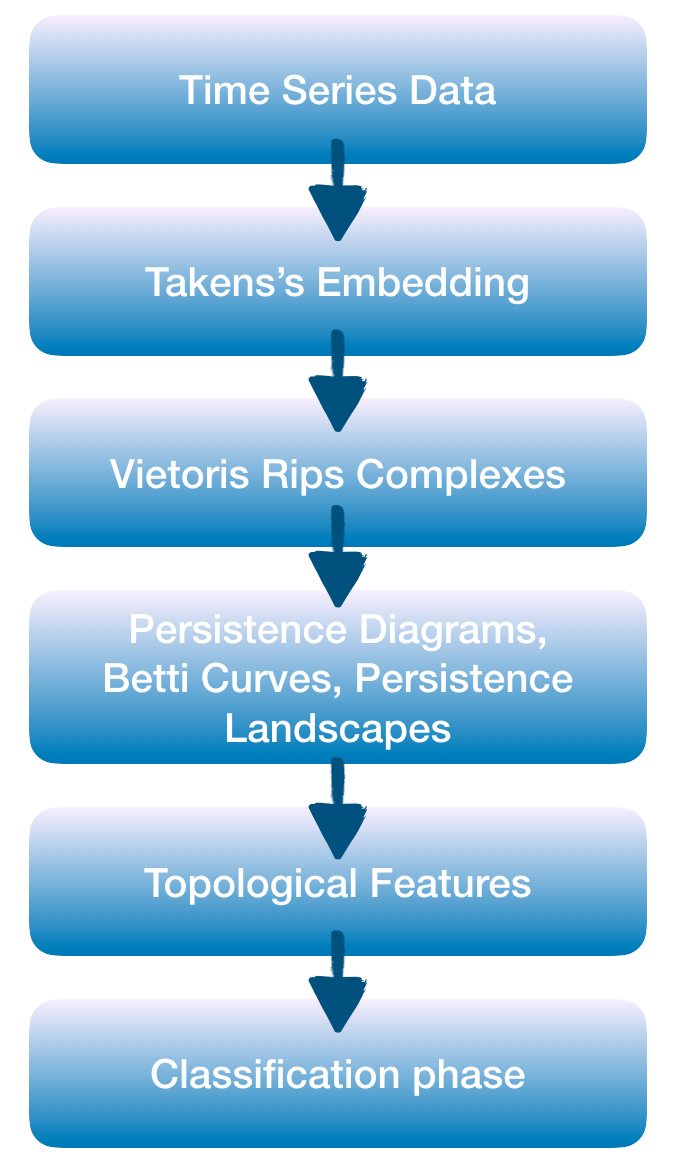 Time Series Data
Takens’s Embedding
Vietoris Rips Complexes
Persistence Diagrams,
Betti Curves, Persistence
Landscapes
Topological Features
Classification phase